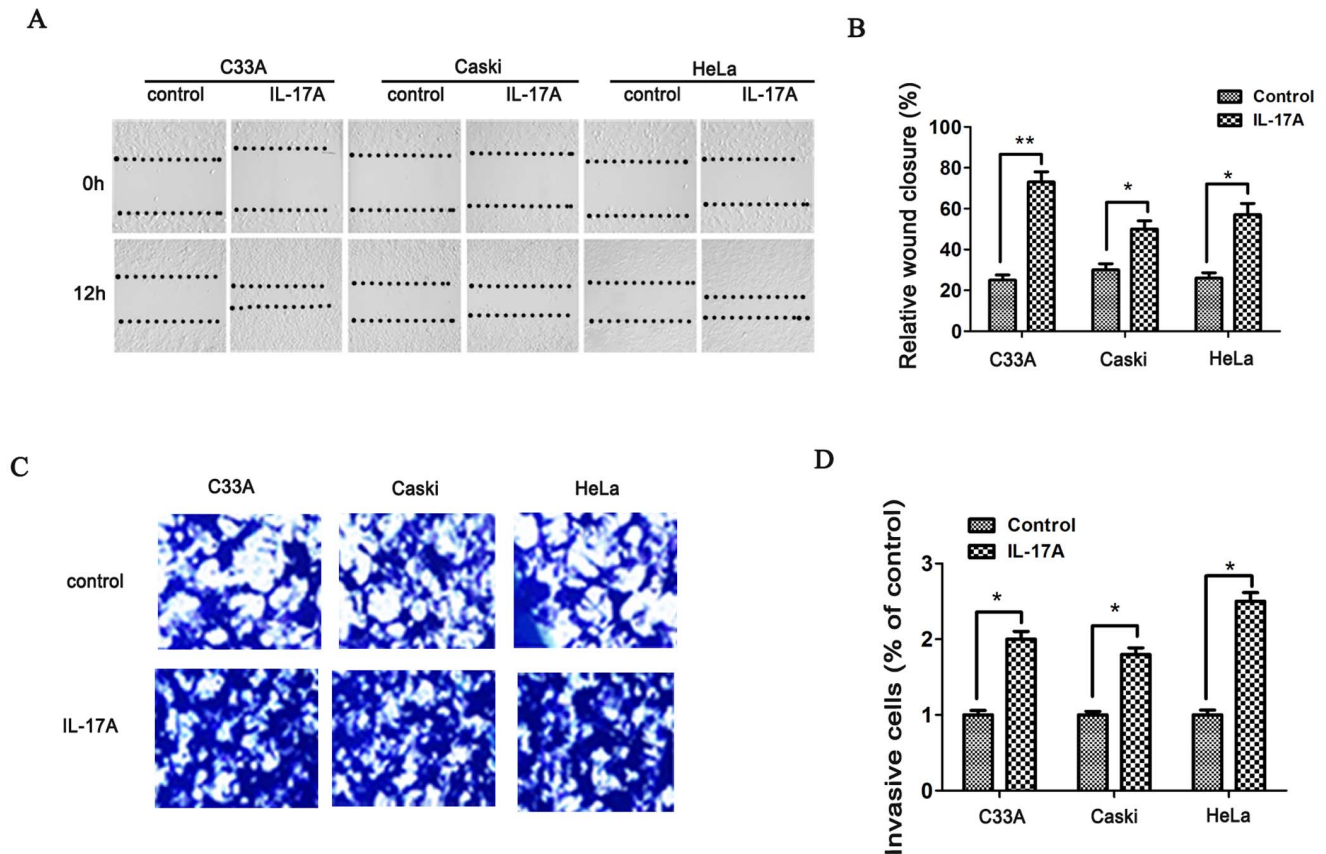 A
C33A Caski HeLa
control IL-17A control IL-17A control IL-17A
0h
12h
B
Control
IL-17A
Relative wound closure (%)
100
80
60
40
20
0
** * *
C33A Caski HeLa
C
C33A Caski HeLa
control
IL-17A
D
Control
IL-17A
Invasive cells (% of control)
3
2
1
0
* * *
C33A Caski HeLa